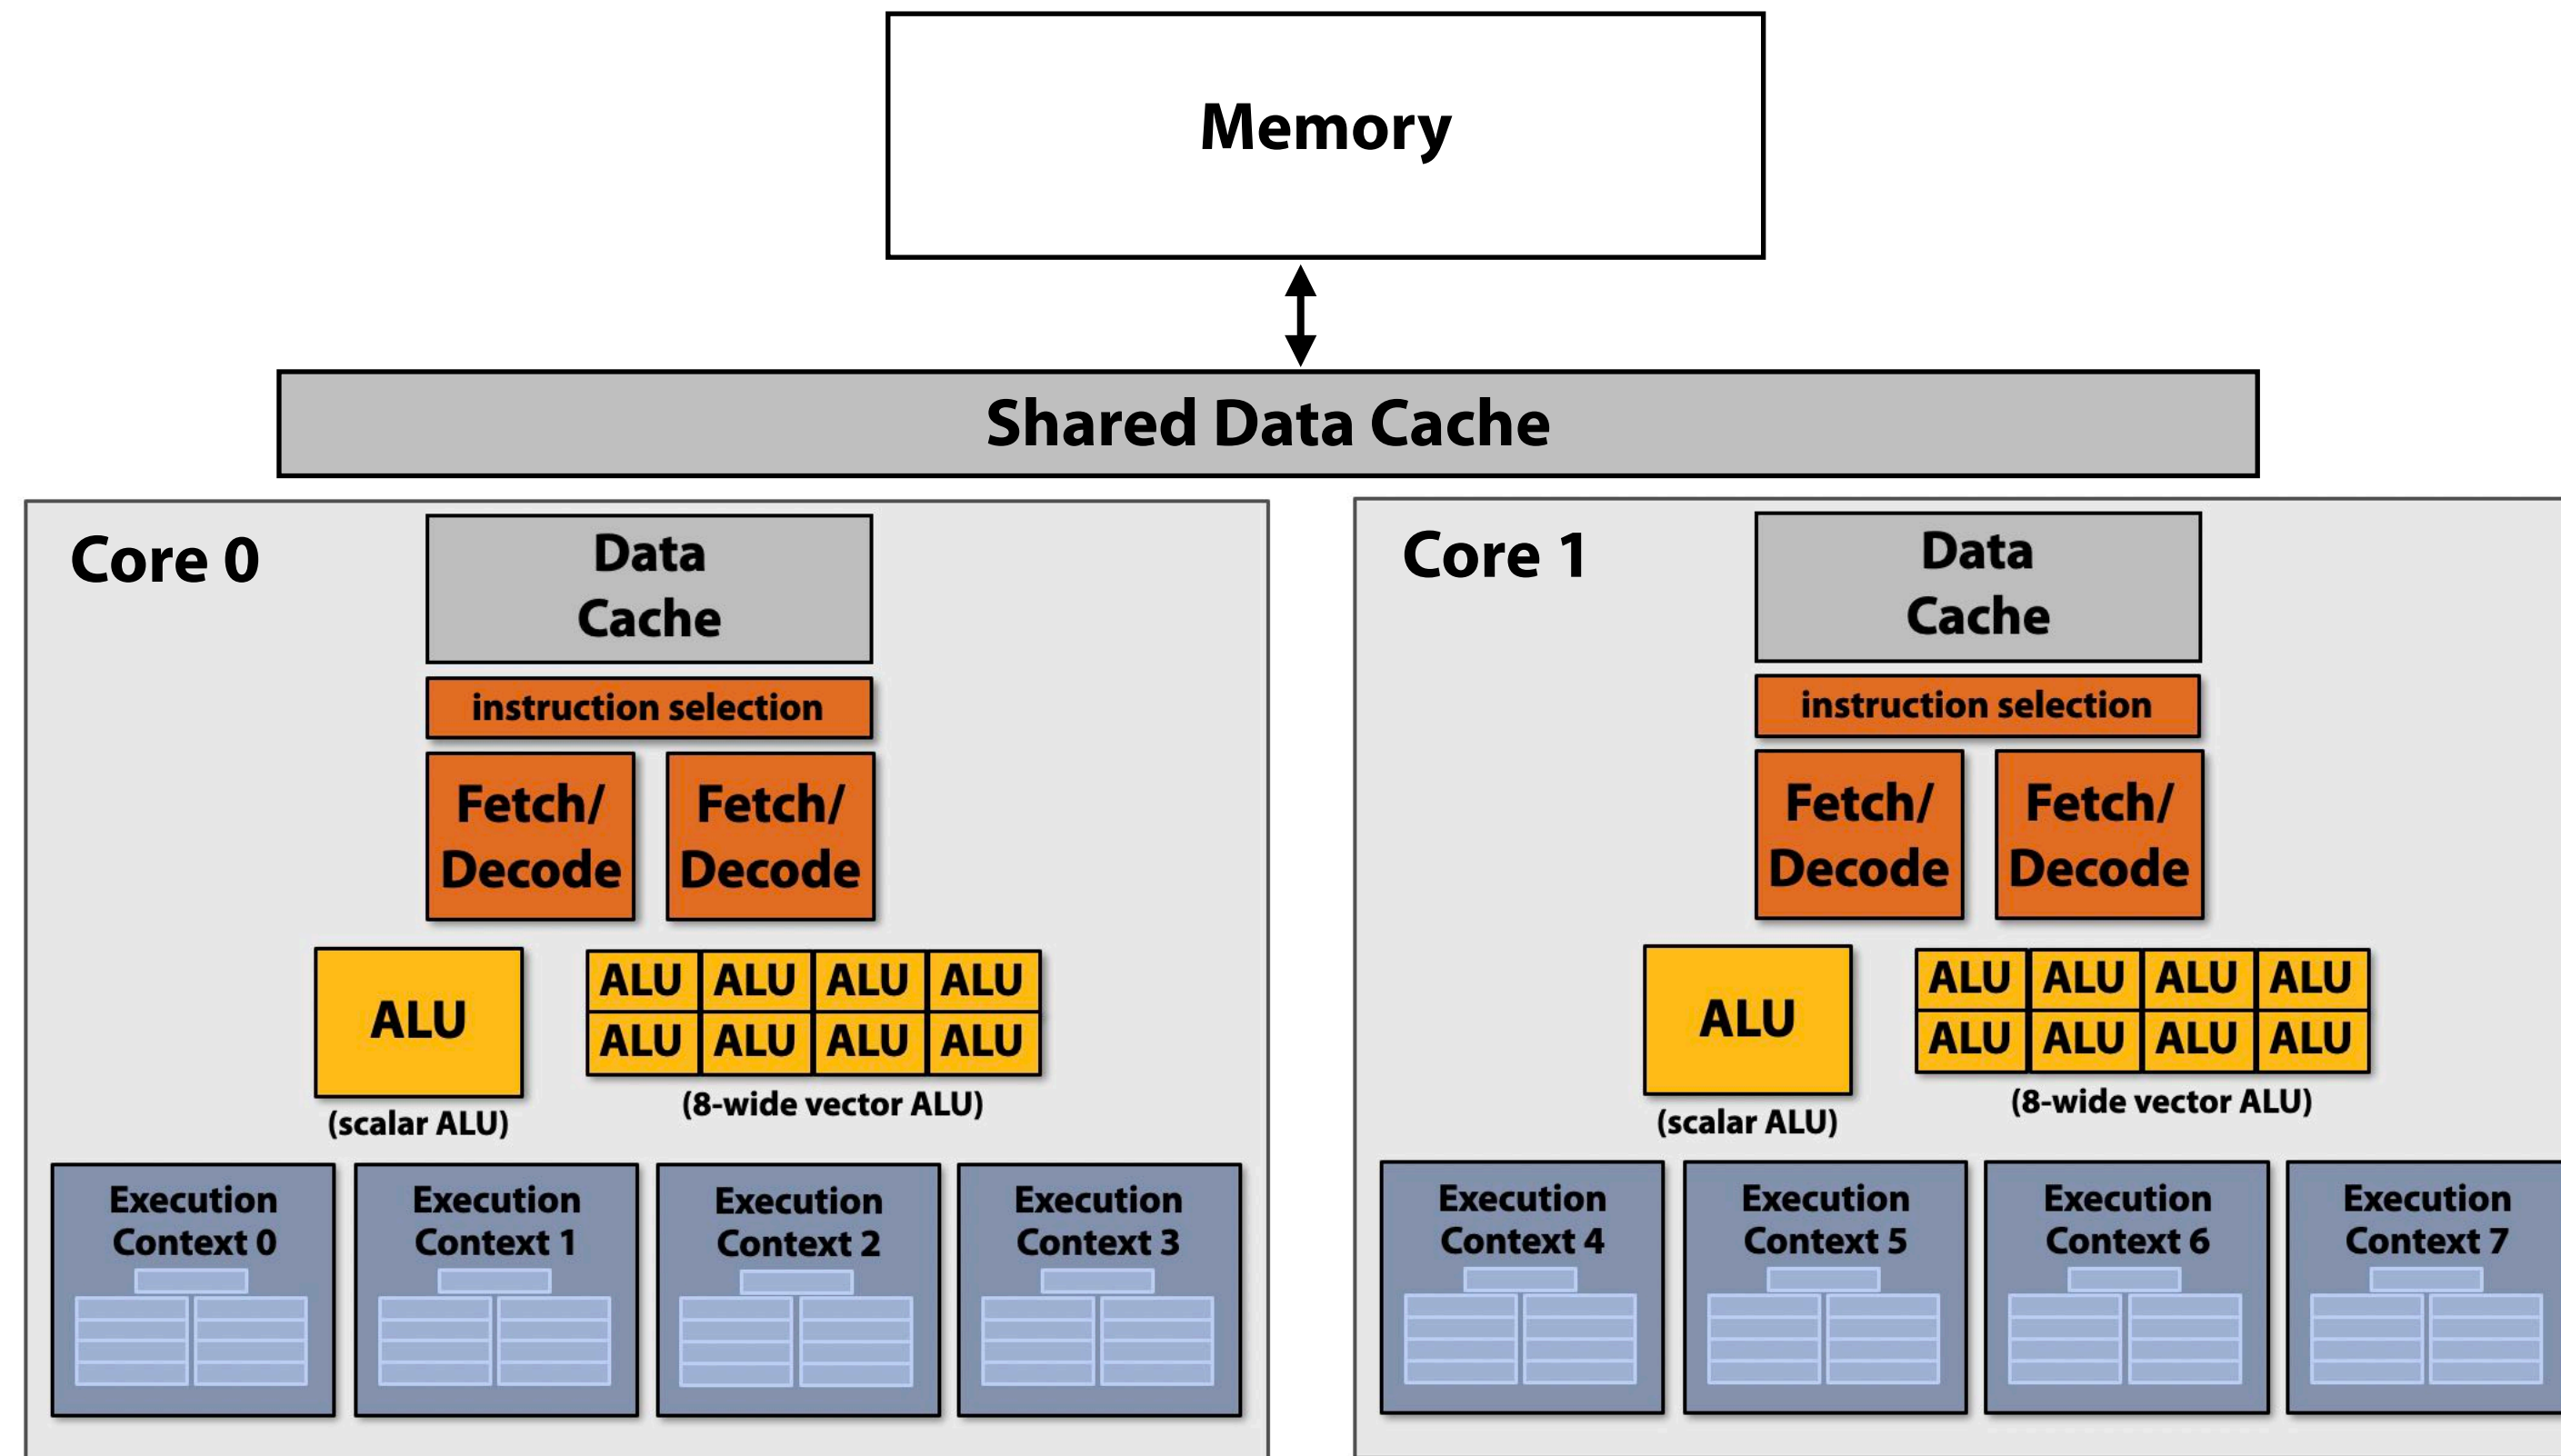 Memory
Shared Data Cache
Core 0
Data
Cache
instruction selection
Fetch/
Decode
Fetch/
Decode
ALU
(scalar ALU)
ALU ALU ALU ALU
ALU ALU ALU ALU
(8-wide vector ALU)
Execution
Context 0
Execution
Context 1
Execution
Context 2
Execution
Context 3
Core 1
Data
Cache
instruction selection
Fetch/
Decode
Fetch/
Decode
ALU
(scalar ALU)
ALU ALU ALU ALU
ALU ALU ALU ALU
(8-wide vector ALU)
Execution
Context 4
Execution
Context 5
Execution
Context 6
Execution
Context 7